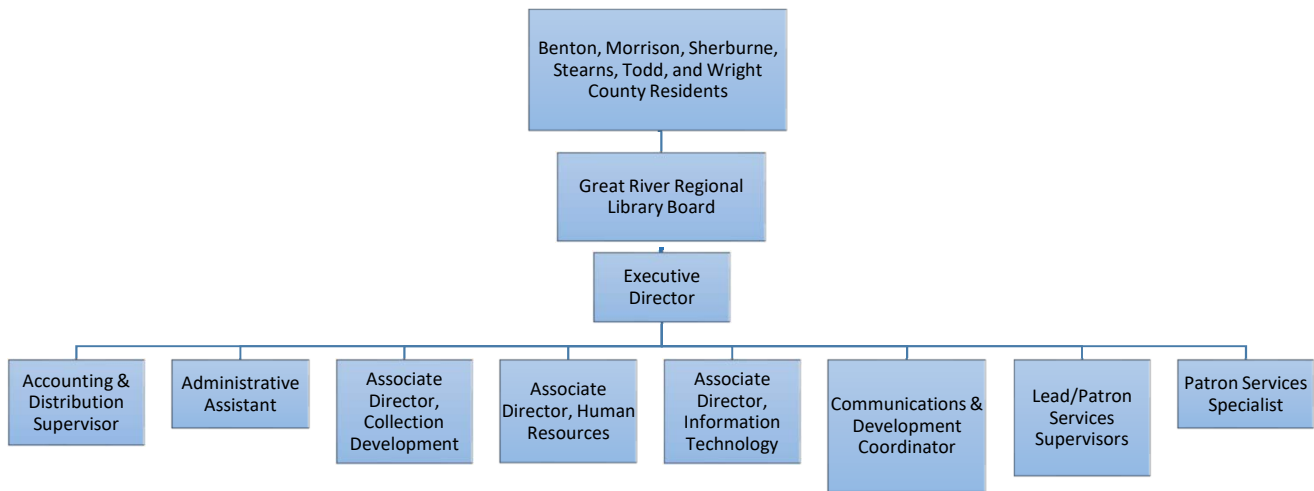 Benton, Morrison, Sherburne,
Stearns, Todd, and Wright
County Residents
Great River Regional
Library Board
Executive
Director
Accounting &
Distribution
Supervisor
Administrative
Assistant
Associate
Director,
Collection
Development
Associate
Director, Human
Resources
Associate
Director,
Information
Technology
Communications &
Development
Coordinator
Lead/Patron
Services
Supervisors
Patron Services
Specialist